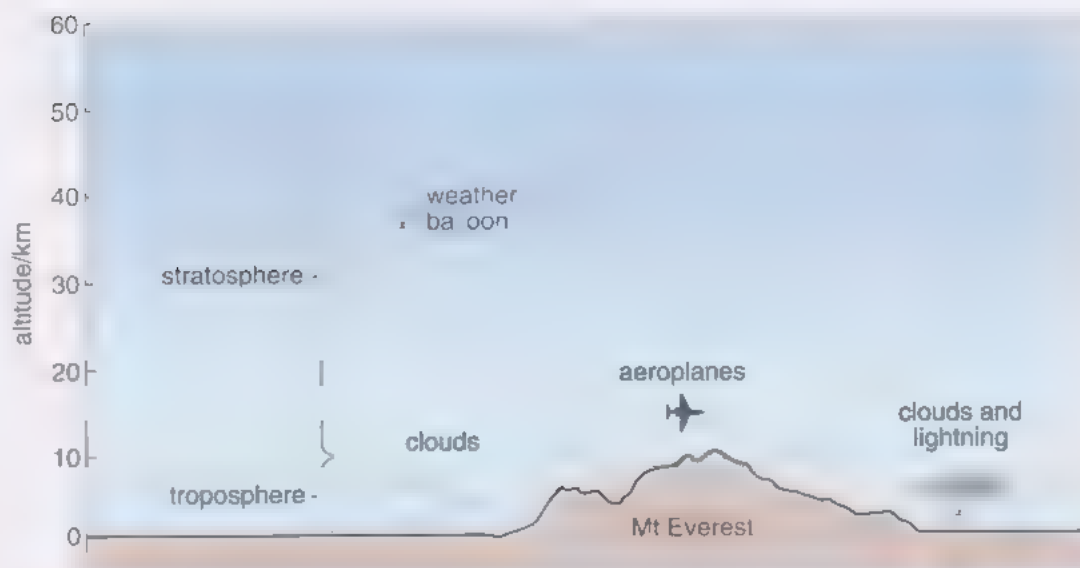 60
50
40
30
20
10
0
altitude/km
stratosphere
troposphere
weather
ba oon
clouds
aeroplanes
Mt Everest
clouds and
lightning